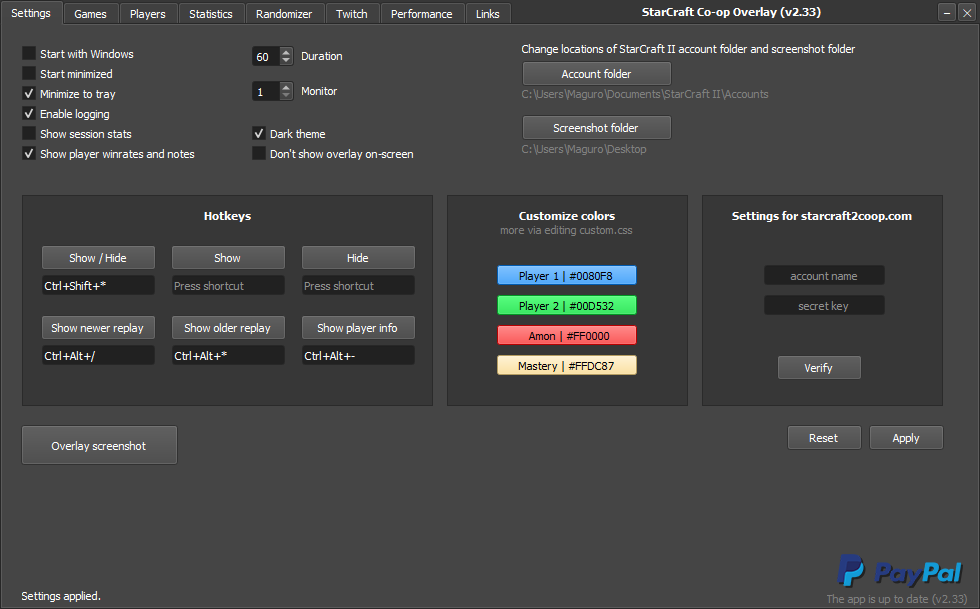 Settings Games Players Statistics Randomizer Twitch Performance Links StarCraft Co-op Overlay (v2.33)
Start with Windows
Start minimized
Minimize to tray
Enable logging
Show session stats
Show player winrates and notes
60 Duration
1 Monitor
Dark theme
Don't show overlay on-screen
Change locations of StarCraft II account folder and screenshot folder
Account folder
C:\Users\Maguro\Documents\StarCraft II\Accounts
Screenshot folder
C:\Users\Maguro\Desktop
Hotkeys
Show / Hide Show Hide
Ctrl+Shift+* Press shortcut Press shortcut
Show newer replay Show older replay Show player info
Ctrl+Alt+/ Ctrl+Alt+* Ctrl+Alt+-
Customize colors
more via editing custom.css
Player 1 | #0080F8
Player 2 | #00D532
Amon | #FF0000
Mastery | #FFDC87
Settings for starcraft2coop.com
account name
secret key
Verify
Overlay screenshot
Reset Apply
PayPal
Settings applied.
The app is up to date (v2.33)